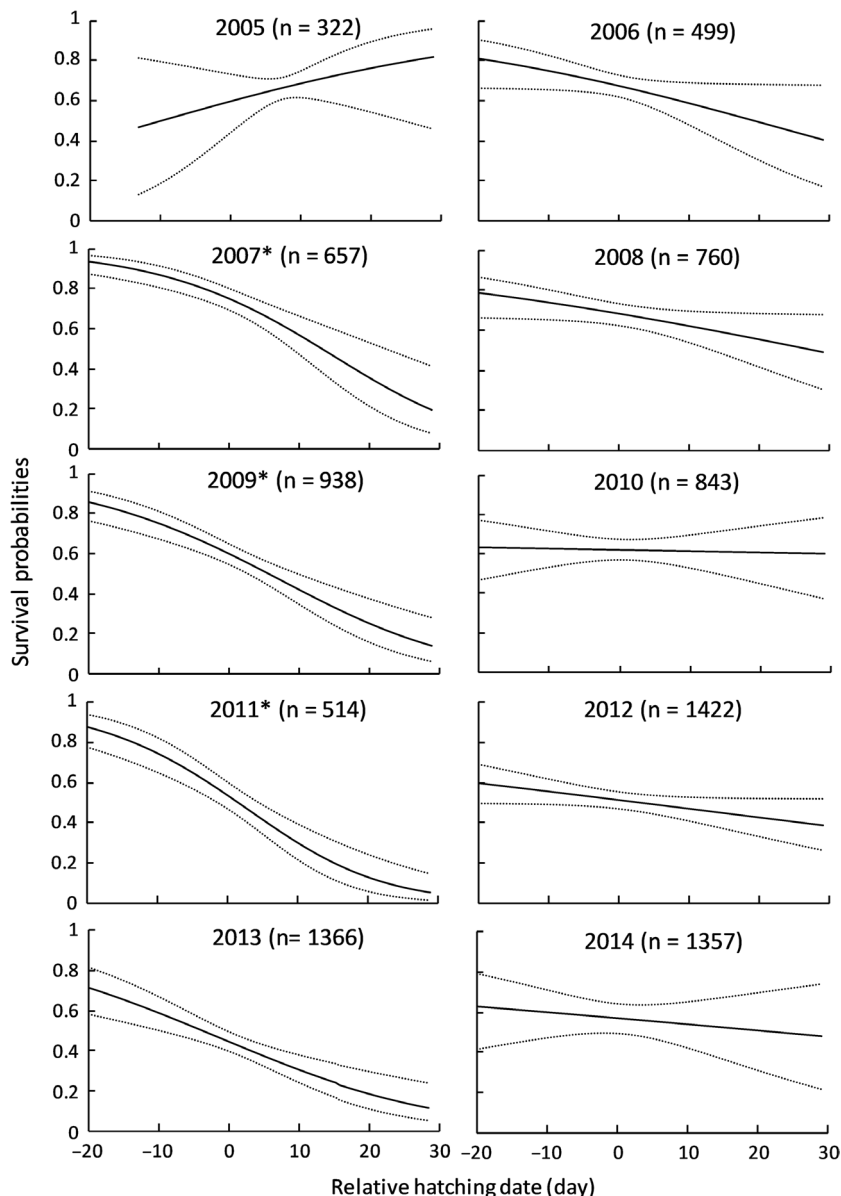 2005 (n = 322)
1
0.8
0.6
0.4
0.2
0
2006 (n = 499)
2007* (n = 657)
1
0.8
0.6
0.4
0.2
0
2008 (n = 760)
2009* (n = 938)
1
0.8
0.6
0.4
0.2
0
2010 (n = 843)
2011* (n = 514)
1
0.8
0.6
0.4
0.2
0
2012 (n = 1422)
2013 (n= 1366)
1
0.8
0.6
0.4
0.2
0
2014 (n = 1357)
Survival probabilities
−20 −10 0 10 20 30 −20 −10 0 10 20 30
Relative hatching date (day)